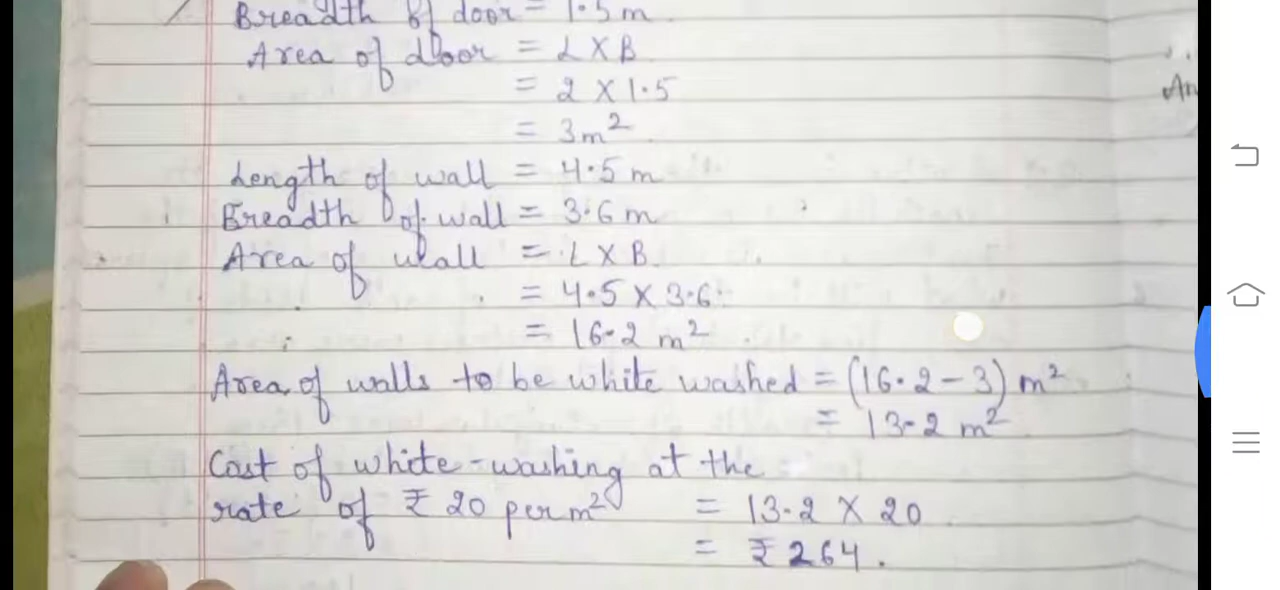 Breadth of door = 1.5 m
Area of door = L X B
= 2 X 1.5
= 3 m²
Length of wall = 4.5 m
Breadth of wall = 3.6 m
Area of wall = L X B
= 4.5 X 3.6
= 16.2 m²
Area of walls to be white washed = (16.2 - 3) m²
= 13.2 m²
Cost of white-washing at the
rate of ₹ 20 per m² = 13.2 X 20
= ₹ 264.